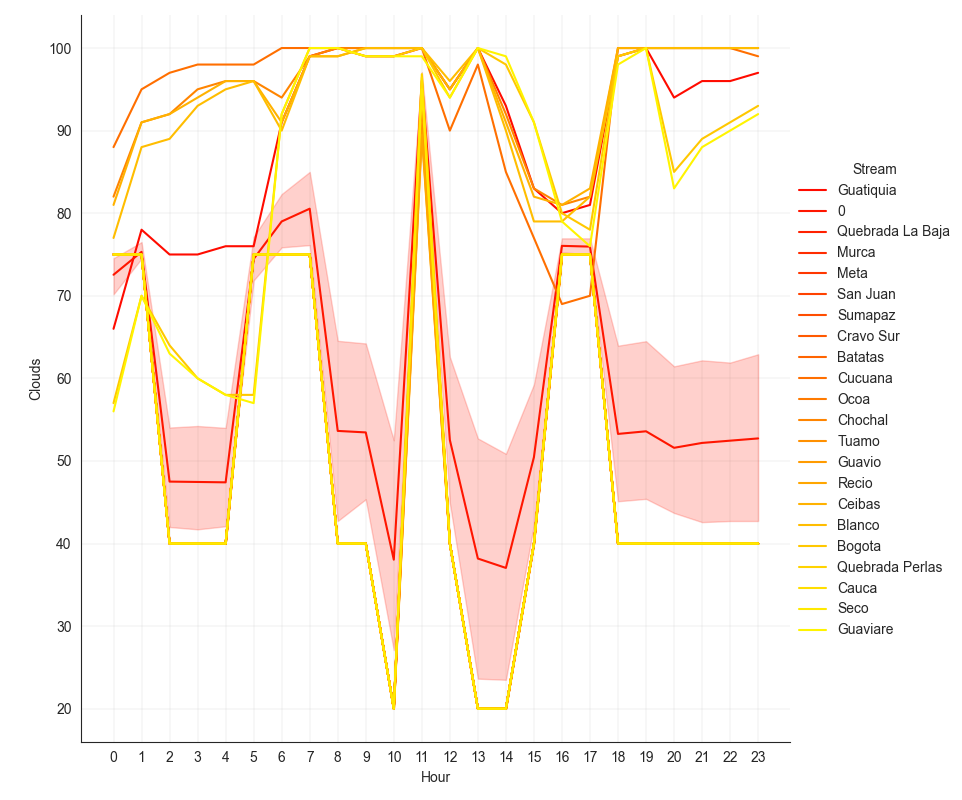 Clouds
100
90
80
70
60
50
40
30
20
0 1 2 3 4 5 6 7 8 9 10 11 12 13 14 15 16 17 18 19 20 21 22 23
Hour
Stream
Guatiquia
0
Quebrada La Baja
Murca
Meta
San Juan
Sumapaz
Cravo Sur
Batatas
Cucuana
Ocoa
Chochal
Tuamo
Guavio
Recio
Ceibas
Blanco
Bogota
Quebrada Perlas
Cauca
Seco
Guaviare